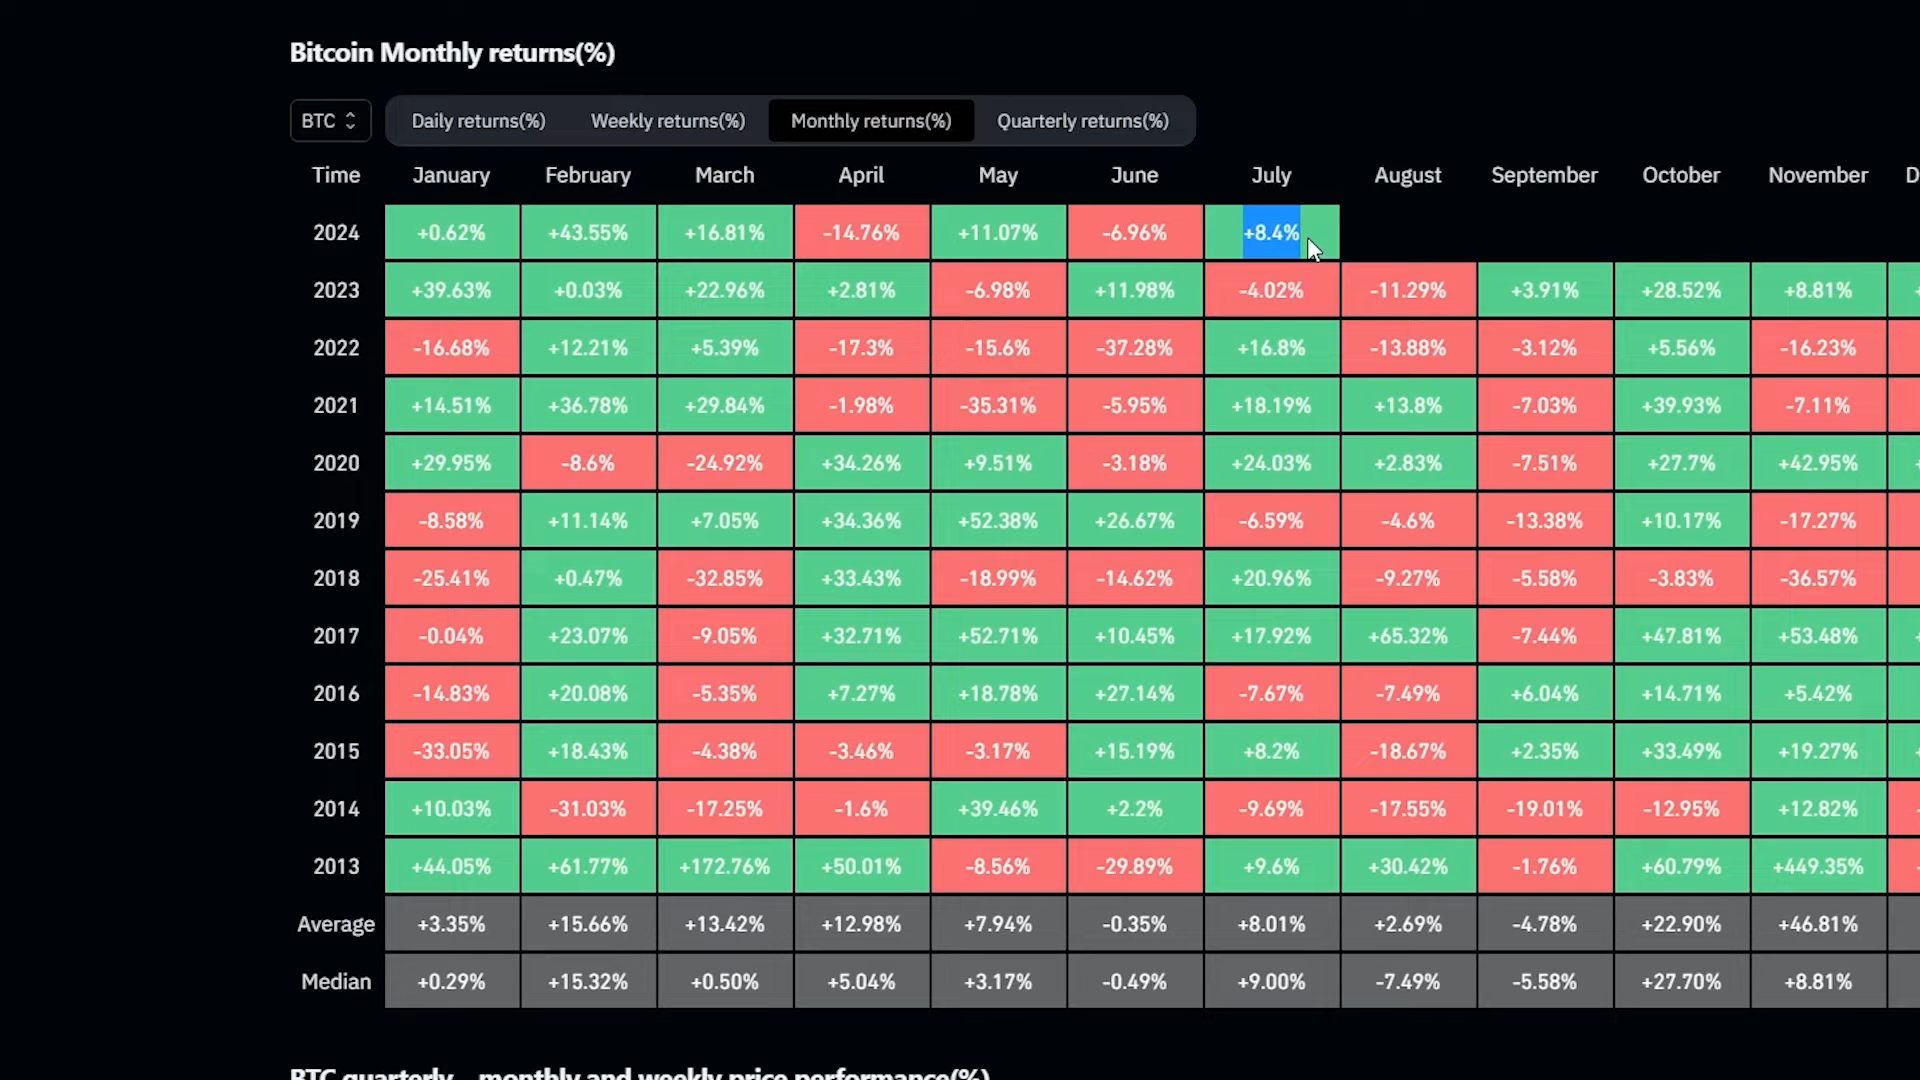 Bitcoin Monthly returns(%)
BTC Daily returns(%) Weekly returns(%) Monthly returns(%) Quarterly returns(%)
Time January February March April May June July August September October November D
2024 +0.62% +43.55% +16.81% -14.76% +11.07% -6.96% +8.4%
2023 +39.63% +0.03% +22.96% +2.81% -6.98% +11.98% -4.02% -11.29% +3.91% +28.52% +8.81%
2022 -16.68% +12.21% +5.39% -17.3% -15.6% -37.28% +16.8% -13.88% -3.12% +5.56% -16.23%
2021 +14.51% +36.78% +29.84% -1.98% -35.31% -5.95% +18.19% +13.8% -7.03% +39.93% -7.11%
2020 +29.95% -8.6% -24.92% +34.26% +9.51% -3.18% +24.03% +2.83% -7.51% +27.7% +42.95%
2019 -8.58% +11.14% +7.05% +34.36% +52.38% +26.67% -6.59% -4.6% -13.38% +10.17% -17.27%
2018 -25.41% +0.47% -32.85% +33.43% -18.99% -14.62% +20.96% -9.27% -5.58% -3.83% -36.57%
2017 -0.04% +23.07% -9.05% +32.71% +52.71% +10.45% +17.92% +65.32% -7.44% +47.81% +53.48%
2016 -14.83% +20.08% -5.35% +7.27% +18.78% +27.14% -7.67% -7.49% +6.04% +14.71% +5.42%
2015 -33.05% +18.43% -4.38% -3.46% -3.17% +15.19% +8.2% -18.67% +2.35% +33.49% +19.27%
2014 +10.03% -31.03% -17.25% -1.6% +39.46% +2.2% -9.69% -17.55% -19.01% -12.95% +12.82%
2013 +44.05% +61.77% +172.76% +50.01% -8.56% -29.89% +9.6% +30.42% -1.76% +60.79% +449.35%
Average +3.35% +15.66% +13.42% +12.98% +7.94% -0.35% +8.01% +2.69% -4.78% +22.90% +46.81%
Median +0.29% +15.32% +0.50% +5.04% +3.17% -0.49% +9.00% -7.49% -5.58% +27.70% +8.81%
BTC quarterly, monthly and weekly price performance(%)